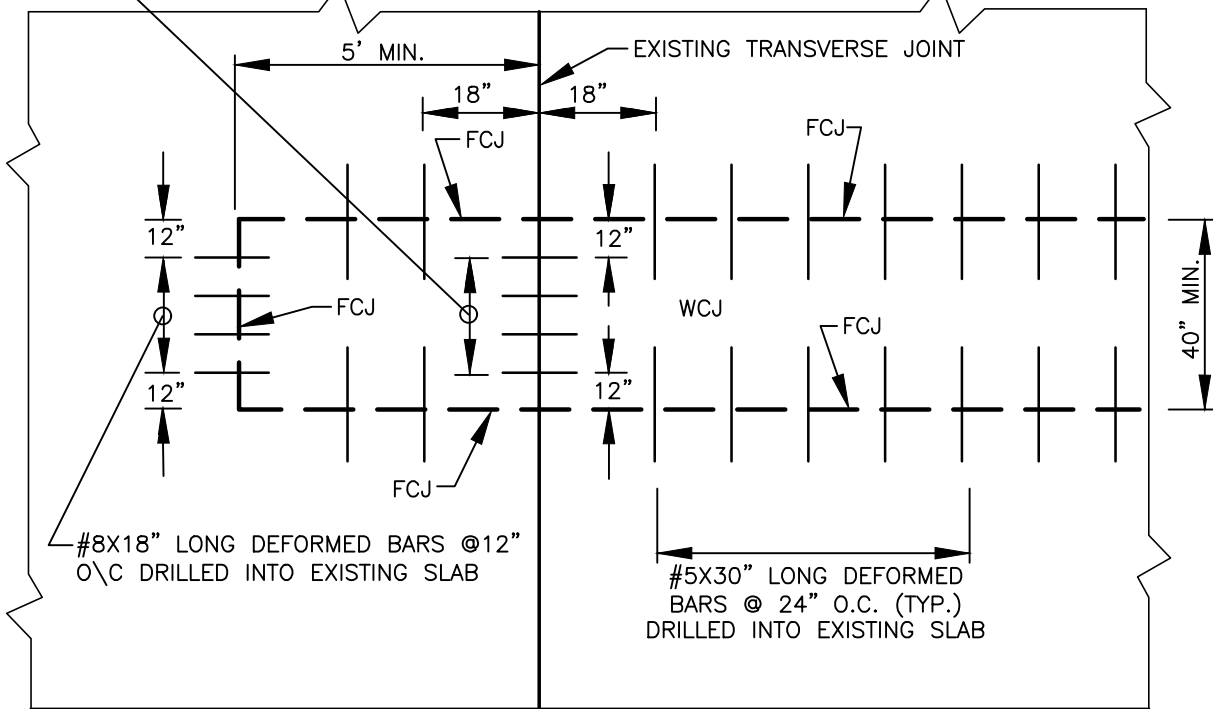 5' MIN.
EXISTING TRANSVERSE JOINT
18"
18"
FCJ
FCJ
12"
12"
FCJ
WCJ
FCJ
40" MIN.
12"
12"
FCJ
#8X18" LONG DEFORMED BARS @12"
O\C DRILLED INTO EXISTING SLAB
#5X30" LONG DEFORMED
BARS @ 24" O.C. (TYP.)
DRILLED INTO EXISTING SLAB